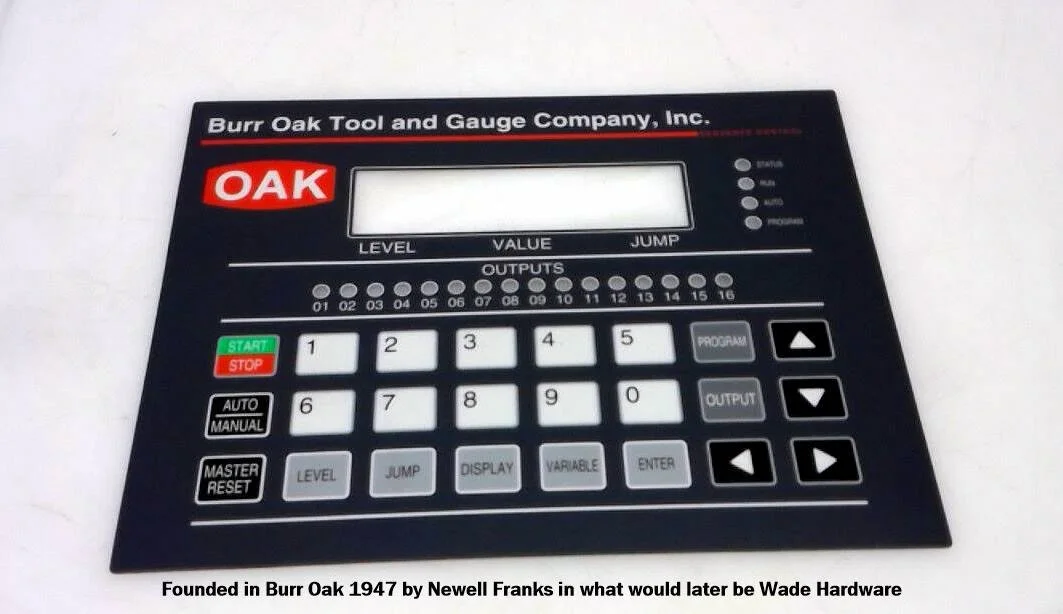 Burr Oak Tool and Gauge Company, Inc.
OAK
STATUS
RUN
AUTO
PROGRAM
LEVEL VALUE JUMP
OUTPUTS
01 02 03 04 05 06 07 08 09 10 11 12 13 14 15 16
START
STOP
1 2 3 4 5 PROGRAM
AUTO
MANUAL
6 7 8 9 0 OUTPUT
MASTER
RESET
LEVEL JUMP DISPLAY VARIABLE ENTER
Founded in Burr Oak 1947 by Newell Franks in what would later be Wade Hardware